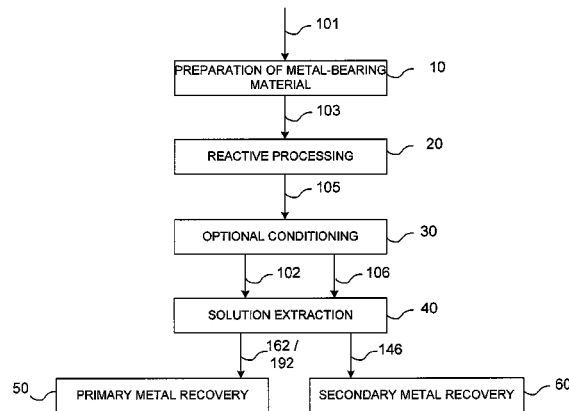 101
PREPARATION OF METAL-BEARING
MATERIAL
10
103
REACTIVE PROCESSING
20
105
OPTIONAL CONDITIONING
30
102
106
SOLUTION EXTRACTION
40
162 /
192
146
50
PRIMARY METAL RECOVERY
SECONDARY METAL RECOVERY
60